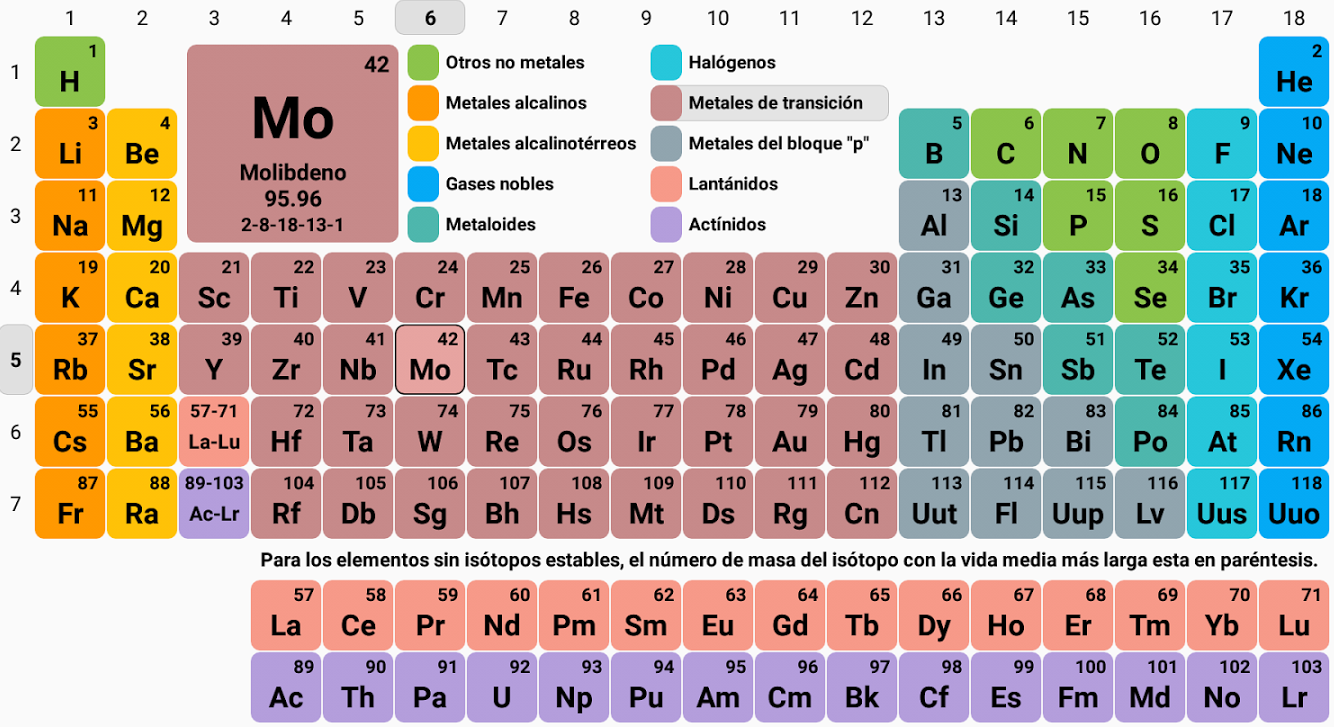 1 2 3 4 5 6 7 8 9 10 11 12 13 14 15 16 17 18
1
1 H
42
Mo
Molibdeno
95.96
2-8-18-13-1
Otros no metales
Metales alcalinos
Metales alcalinotérreos
Gases nobles
Metaloides
Halógenos
Metales de transición
Metales del bloque "p"
Lantánidos
Actínidos
2 He
2
3 Li 4 Be 5 B 6 C 7 N 8 O 9 F 10 Ne
3
11 Na 12 Mg 13 Al 14 Si 15 P 16 S 17 Cl 18 Ar
4
19 K 20 Ca 21 Sc 22 Ti 23 V 24 Cr 25 Mn 26 Fe 27 Co 28 Ni 29 Cu 30 Zn 31 Ga 32 Ge 33 As 34 Se 35 Br 36 Kr
5
37 Rb 38 Sr 39 Y 40 Zr 41 Nb 42 Mo 43 Tc 44 Ru 45 Rh 46 Pd 47 Ag 48 Cd 49 In 50 Sn 51 Sb 52 Te 53 I 54 Xe
6
55 Cs 56 Ba 57-71 La-Lu 72 Hf 73 Ta 74 W 75 Re 76 Os 77 Ir 78 Pt 79 Au 80 Hg 81 Tl 82 Pb 83 Bi 84 Po 85 At 86 Rn
7
87 Fr 88 Ra 89-103 Ac-Lr 104 Rf 105 Db 106 Sg 107 Bh 108 Hs 109 Mt 110 Ds 111 Rg 112 Cn 113 Uut 114 Fl 115 Uup 116 Lv 117 Uus 118 Uuo
Para los elementos sin isótopos estables, el número de masa del isótopo con la vida media más larga esta en paréntesis.
57 La 58 Ce 59 Pr 60 Nd 61 Pm 62 Sm 63 Eu 64 Gd 65 Tb 66 Dy 67 Ho 68 Er 69 Tm 70 Yb 71 Lu
89 Ac 90 Th 91 Pa 92 U 93 Np 94 Pu 95 Am 96 Cm 97 Bk 98 Cf 99 Es 100 Fm 101 Md 102 No 103 Lr